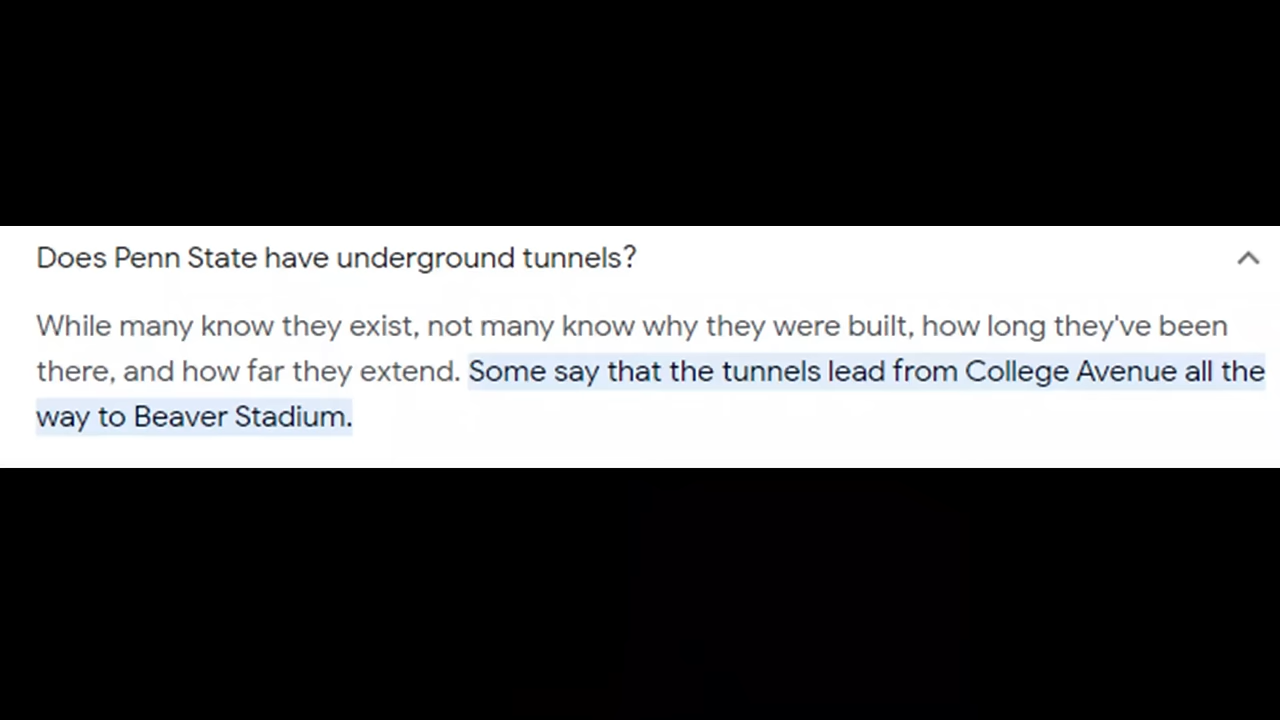 Does Penn State have underground tunnels?
While many know they exist, not many know why they were built, how long they've been
there, and how far they extend. Some say that the tunnels lead from College Avenue all the
way to Beaver Stadium.